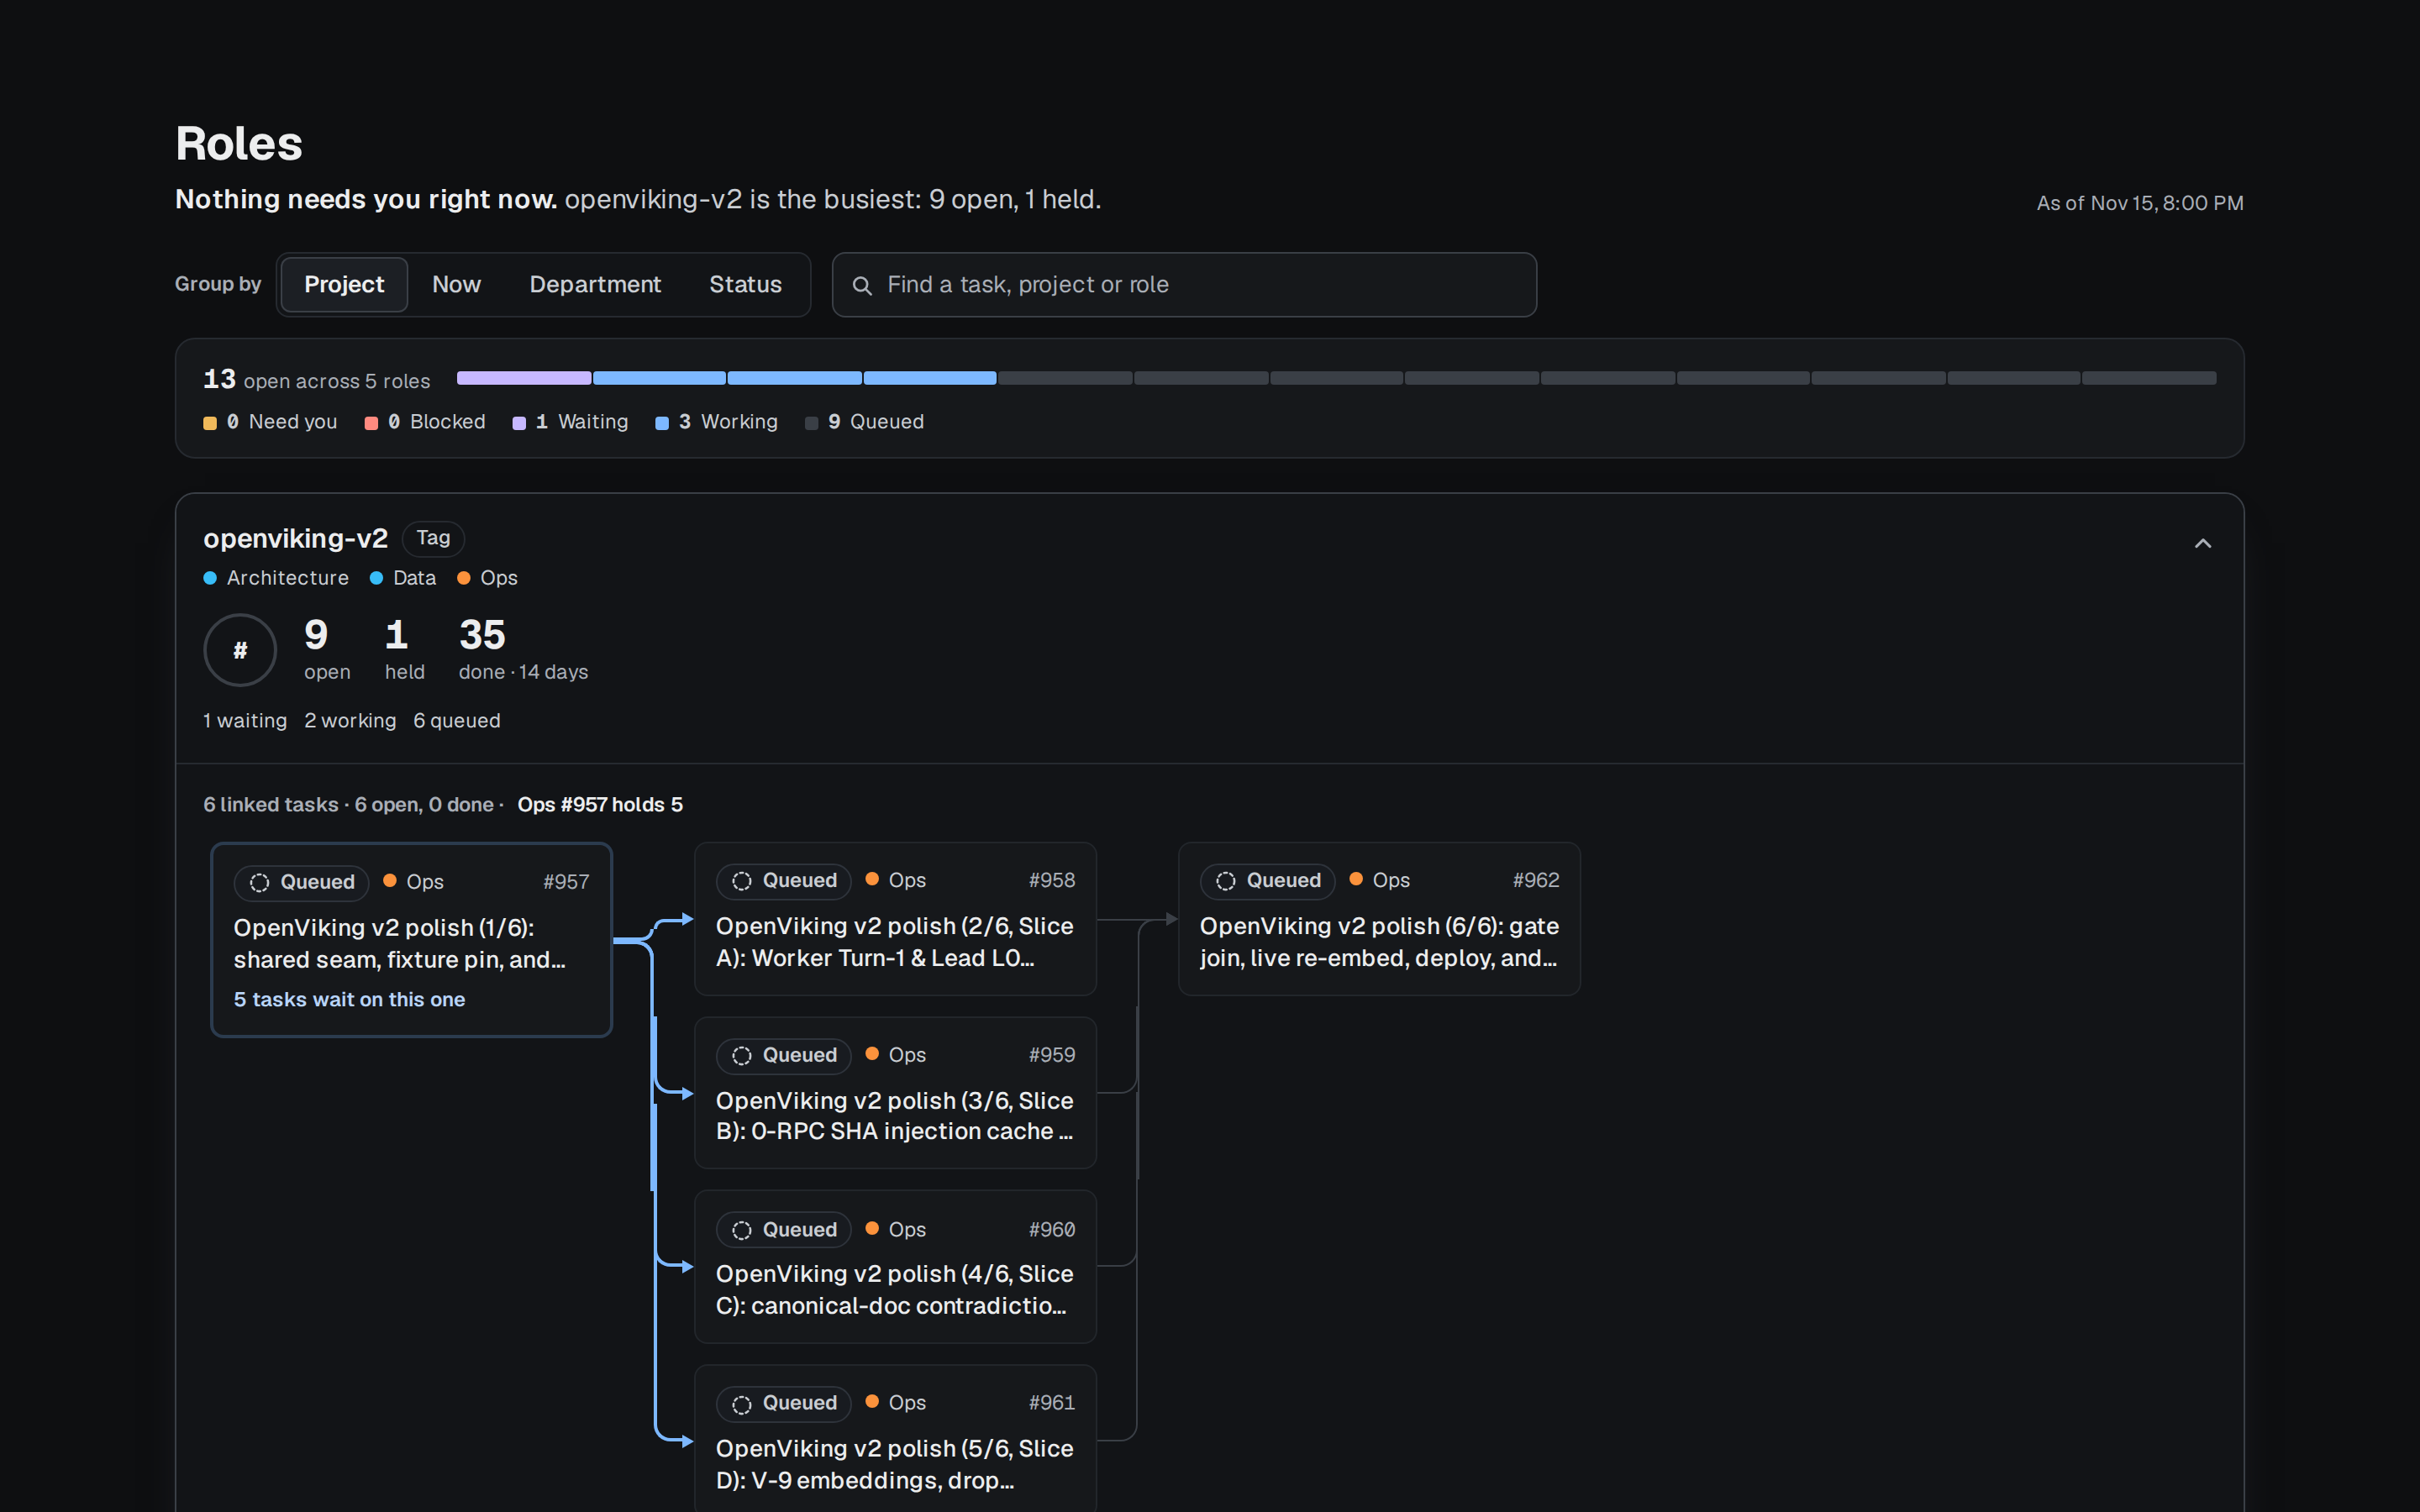 Roles
Nothing needs you right now. openviking-v2 is the busiest: 9 open, 1 held.
As of Nov 15, 8:00 PM
Group by
Project
Now
Department
Status
Find a task, project or role
13 open across 5 roles
0 Need you
0 Blocked
1 Waiting
3 Working
9 Queued
openviking-v2
Tag
Architecture
Data
Ops
#
9
open
1
held
35
done · 14 days
1 waiting
2 working
6 queued
6 linked tasks · 6 open, 0 done · Ops #957 holds 5
Queued
Ops
#957
OpenViking v2 polish (1/6):
shared seam, fixture pin, and...
5 tasks wait on this one
Queued
Ops
#958
OpenViking v2 polish (2/6, Slice
A): Worker Turn-1 & Lead L0...
Queued
Ops
#962
OpenViking v2 polish (6/6): gate
join, live re-embed, deploy, and...
Queued
Ops
#959
OpenViking v2 polish (3/6, Slice
B): 0-RPC SHA injection cache ...
Queued
Ops
#960
OpenViking v2 polish (4/6, Slice
C): canonical-doc contradictio...
Queued
Ops
#961
OpenViking v2 polish (5/6, Slice
D): V-9 embeddings, drop...